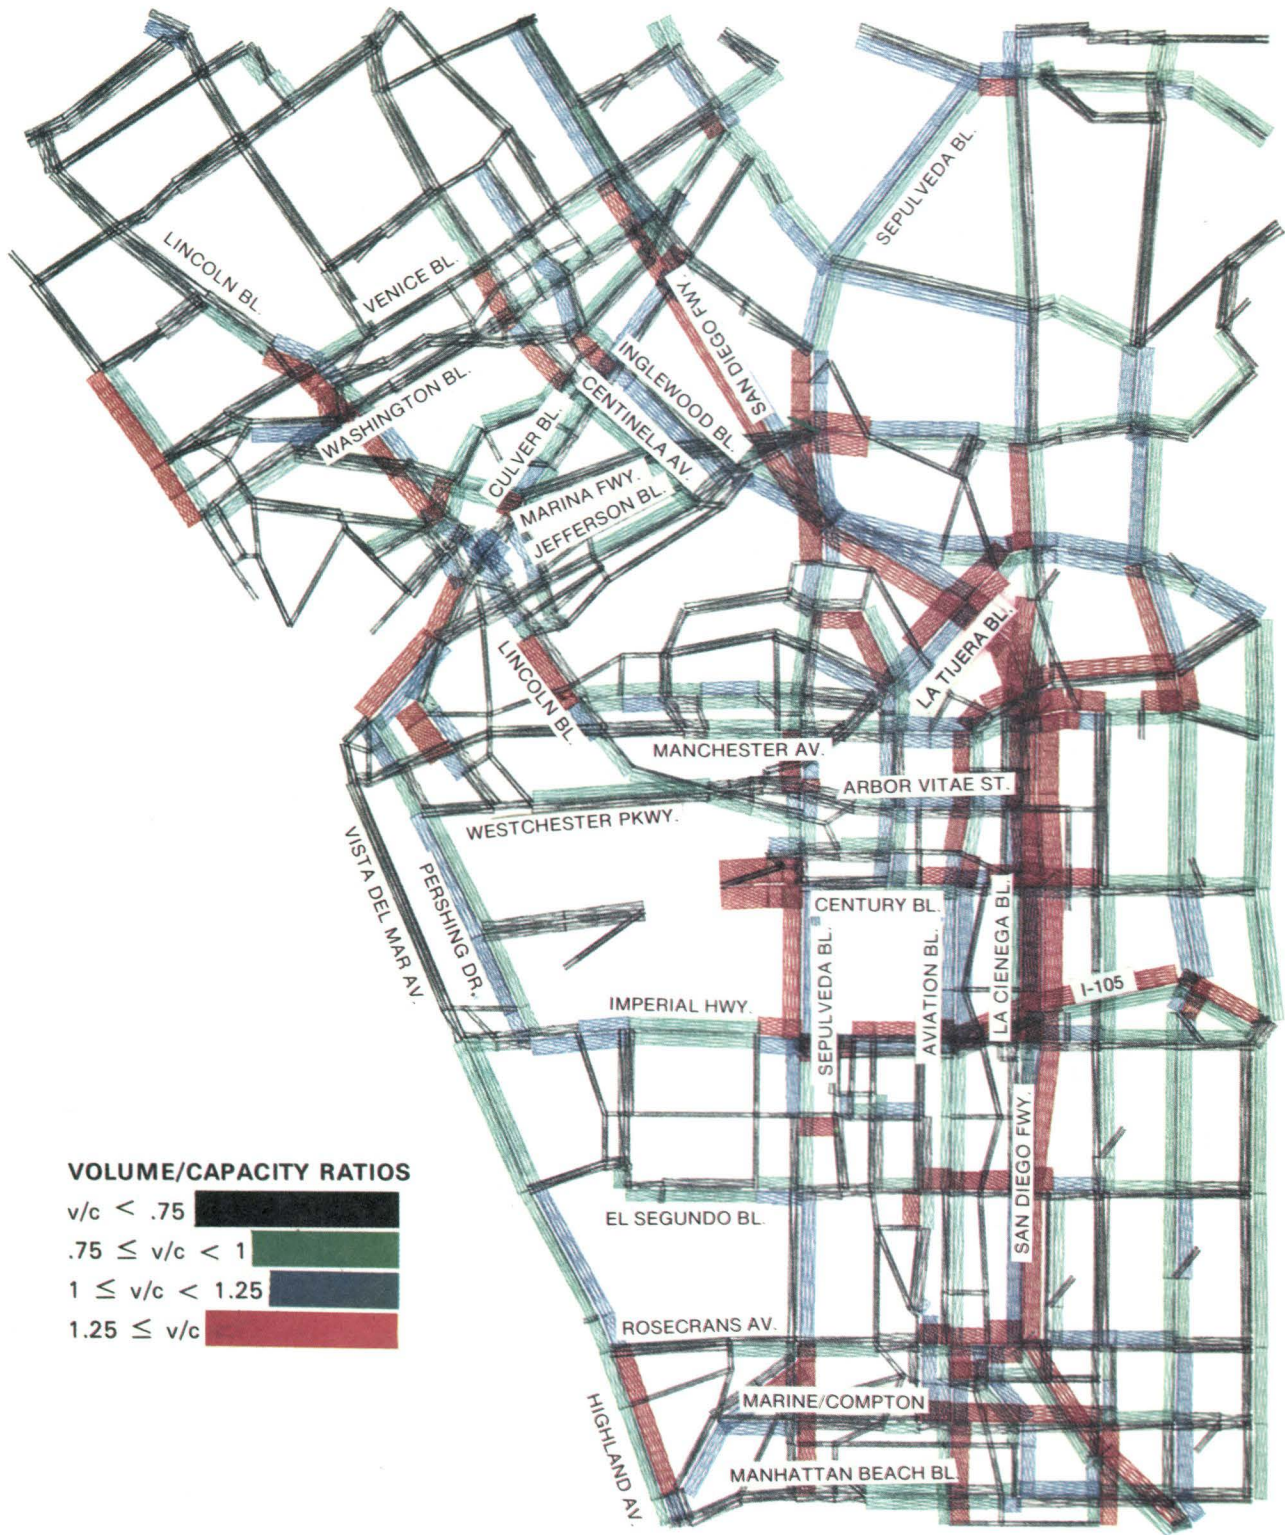 SEPULVEDA BL.
LINCOLN BL.
VENICE BL.
SAN DIEGO FWY.
INGLEWOOD BL.
WASHINGTON BL.
CENTINELA AV.
CULVER BL.
MARINA FWY.
JEFFERSON BL.
LA TIJERA BL.
LINCOLN BL.
MANCHESTER AV.
ARBOR VITAE ST.
WESTCHESTER PKWY.
VISTA DEL MAR AV.
PERSHING DR.
CENTURY BL.
SEPULVEDA BL.
AVIATION BL.
LA CIENEGA BL.
I-105
IMPERIAL HWY.
SAN DIEGO FWY.
VOLUME/CAPACITY RATIOS
v/c < .75
.75 ≤ v/c < 1
1 ≤ v/c < 1.25
1.25 ≤ v/c
EL SEGUNDO BL.
ROSECRANS AV.
MARINE/COMPTON
HIGHLAND AV.
MANHATTAN BEACH BL.